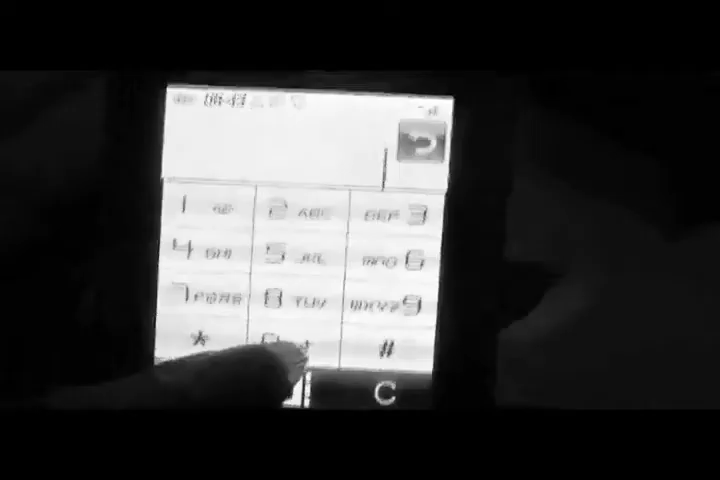 1
2 ABC
DEF 3
4 GHI
5 JKL
MNO 6
7 PQRS
8 TUV
WXYZ 9
*
+
#
C